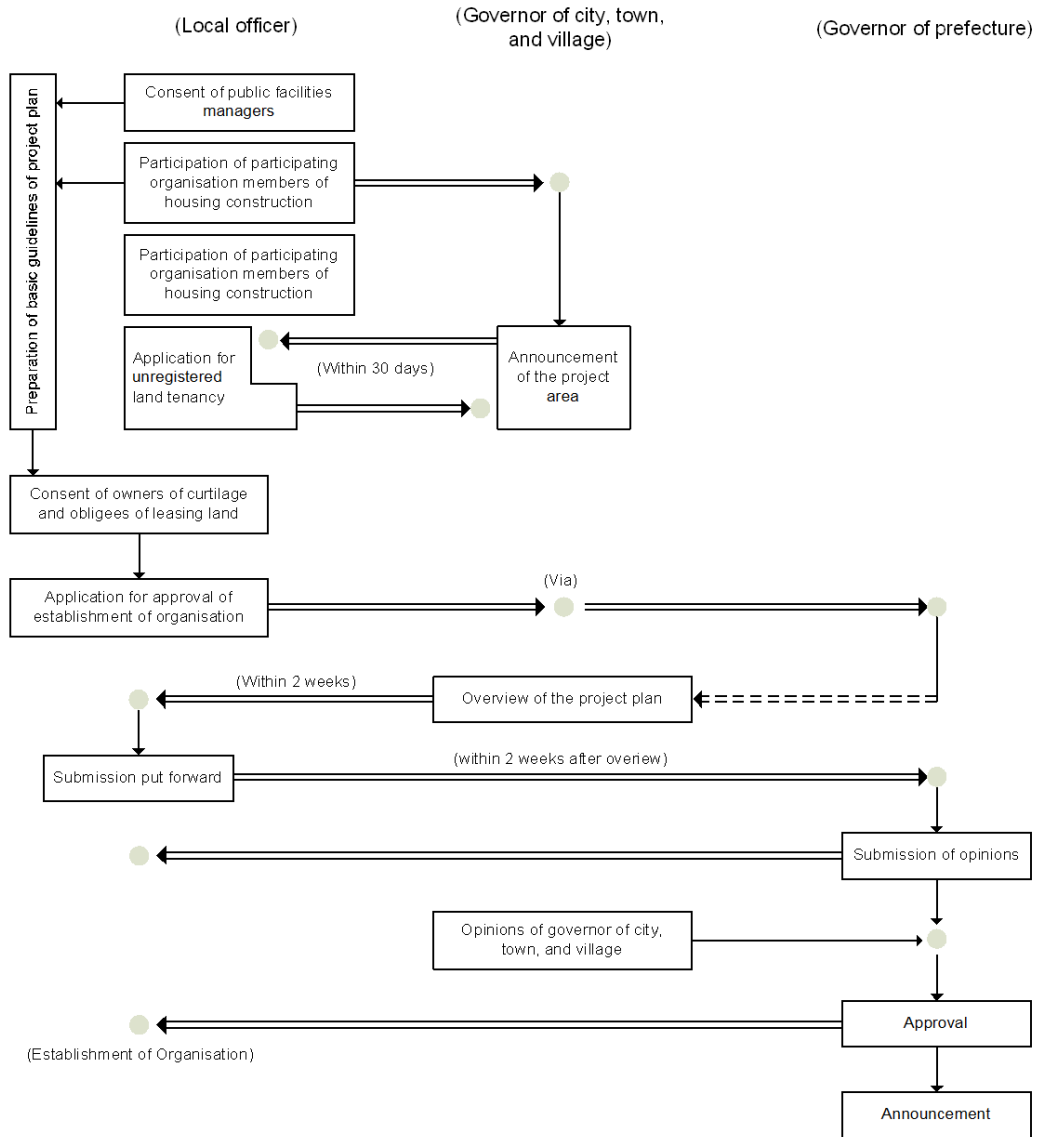 (Local officer)
(Governor of city, town,
and village)
(Governor of prefecture)
Preparation of basic guidelines of project plan
Consent of public facilities
managers
Participation of participating
organisation members of
housing construction
Participation of participating
organisation members of
housing construction
Application for
unregistered
land tenancy
(Within 30 days)
Announcement
of the project
area
Consent of owners of curtilage
and obligees of leasing land
Application for approval of
establishment of organisation
(Via)
(Within 2 weeks)
Overview of the project plan
Submission put forward
(within 2 weeks after overiew)
Submission of opinions
Opinions of governor of city,
town, and village
Approval
(Establishment of Organisation)
Announcement